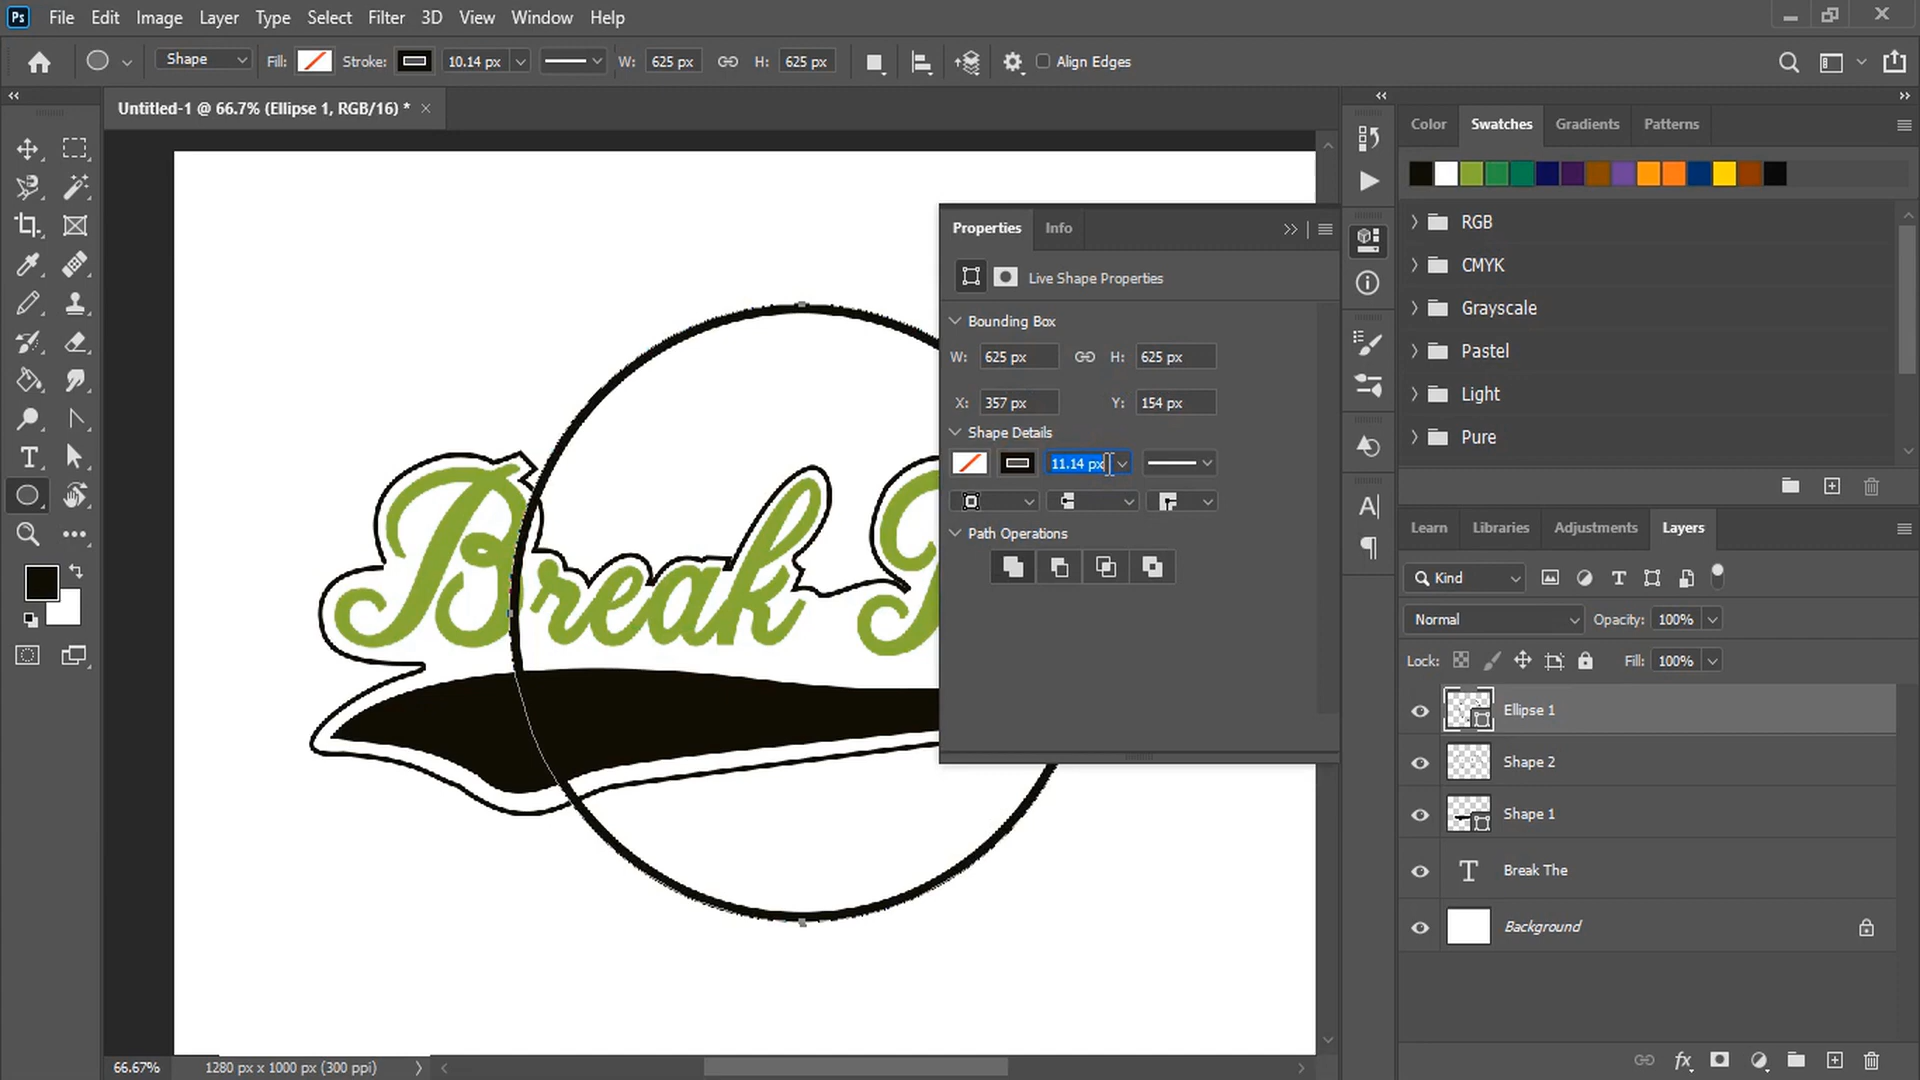 Ps File Edit Image Layer Type Select Filter 3D View Window Help
Shape Fill: Stroke: 10.14 px W: 625 px H: 625 px Align Edges
Untitled-1 @ 66.7% (Ellipse 1, RGB/16) *
Color Swatches Gradients Patterns
RGB
CMYK
Grayscale
Pastel
Light
Pure
Properties Info
Live Shape Properties
Bounding Box
W: 625 px H: 625 px
X: 357 px Y: 154 px
Shape Details
11.14 px
Path Operations
Break
Learn Libraries Adjustments Layers
Kind
Normal Opacity: 100%
Lock: Fill: 100%
Ellipse 1
Shape 2
Shape 1
Break The
Background
66.67% 1280 px x 1000 px (300 ppi)